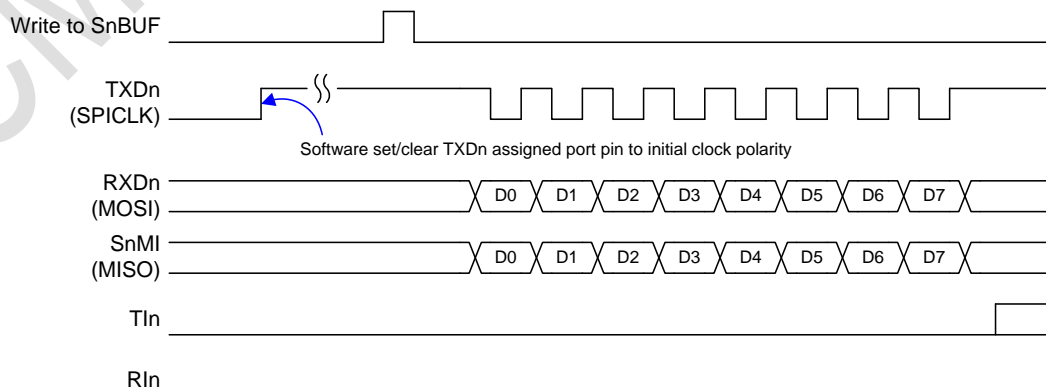 Write to SnBUF
TXDn
(SPICLK)
Software set/clear TXDn assigned port pin to initial clock polarity
RXDn
(MOSI)
D0 D1 D2 D3 D4 D5 D6 D7
SnMI
(MISO)
D0 D1 D2 D3 D4 D5 D6 D7
TIn
RIn